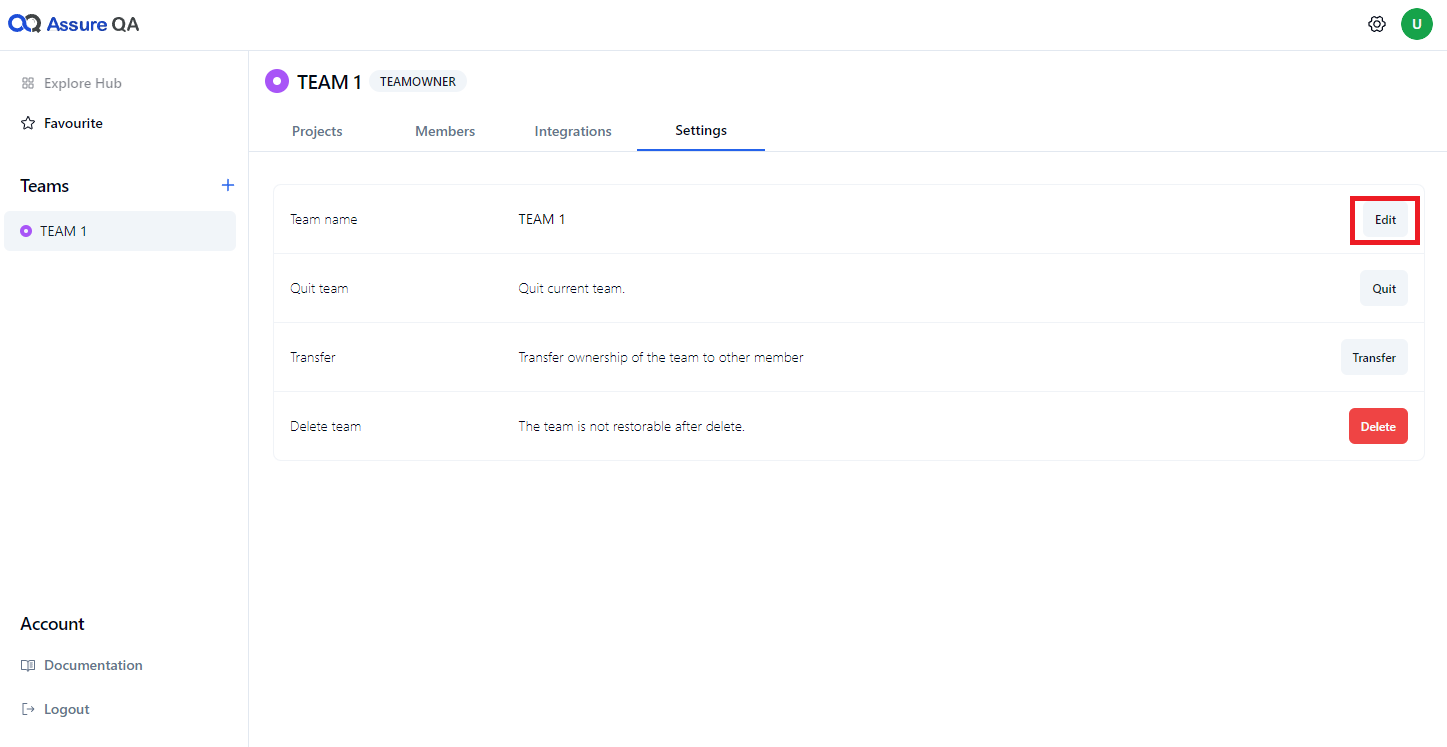 Assure QA
U
Explore Hub
Favourite
Teams
TEAM 1
Account
Documentation
Logout
TEAM 1 TEAMOWNER
Projects Members Integrations Settings
Team name TEAM 1 Edit
Quit team Quit current team. Quit
Transfer Transfer ownership of the team to other member Transfer
Delete team The team is not restorable after delete. Delete